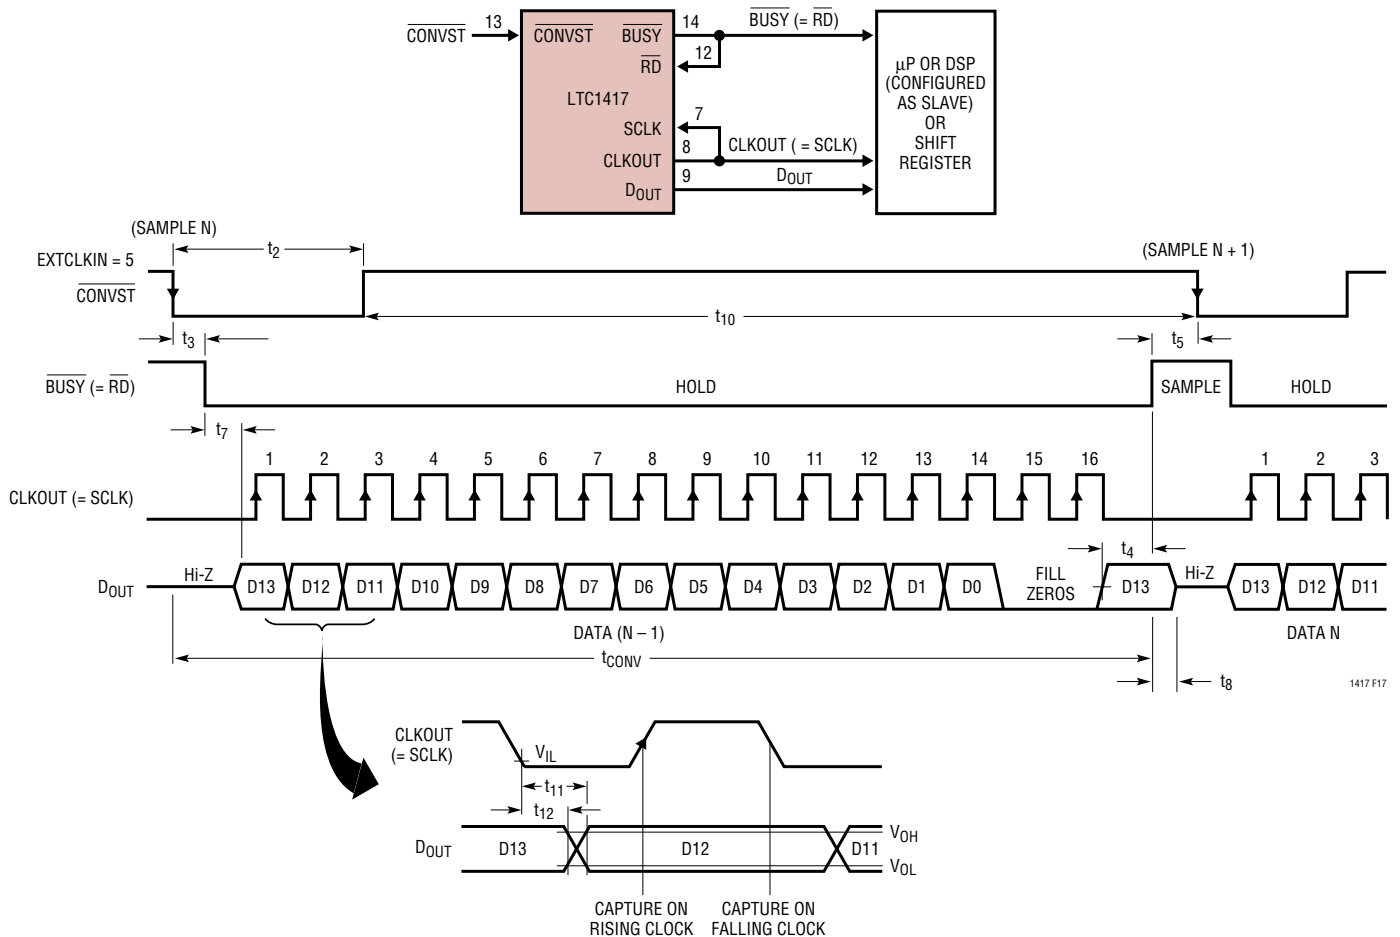 CONVST 13 CONVST BUSY 14 BUSY (= RD)
RD 12
µP OR DSP
(CONFIGURED
AS SLAVE)
OR
SHIFT
REGISTER
LTC1417
SCLK 7
CLKOUT 8 CLKOUT ( = SCLK)
DOUT 9 DOUT
(SAMPLE N)
(SAMPLE N + 1)
t2
EXTCLKIN = 5
CONVST
t10
t3
t5
BUSY (= RD)
HOLD SAMPLE HOLD
t7
1 2 3 4 5 6 7 8 9 10 11 12 13 14 15 16 1 2 3
CLKOUT (= SCLK)
t4
DOUT
Hi-Z D13 D12 D11 D10 D9 D8 D7 D6 D5 D4 D3 D2 D1 D0 FILL ZEROS D13 Hi-Z D13 D12 D11
DATA (N – 1) DATA N
tCONV
t8
1417 F17
CLKOUT
(= SCLK)
VIL
t11
t12
DOUT
D13 D12 D11
VOH
VOL
CAPTURE ON
RISING CLOCK
CAPTURE ON
FALLING CLOCK